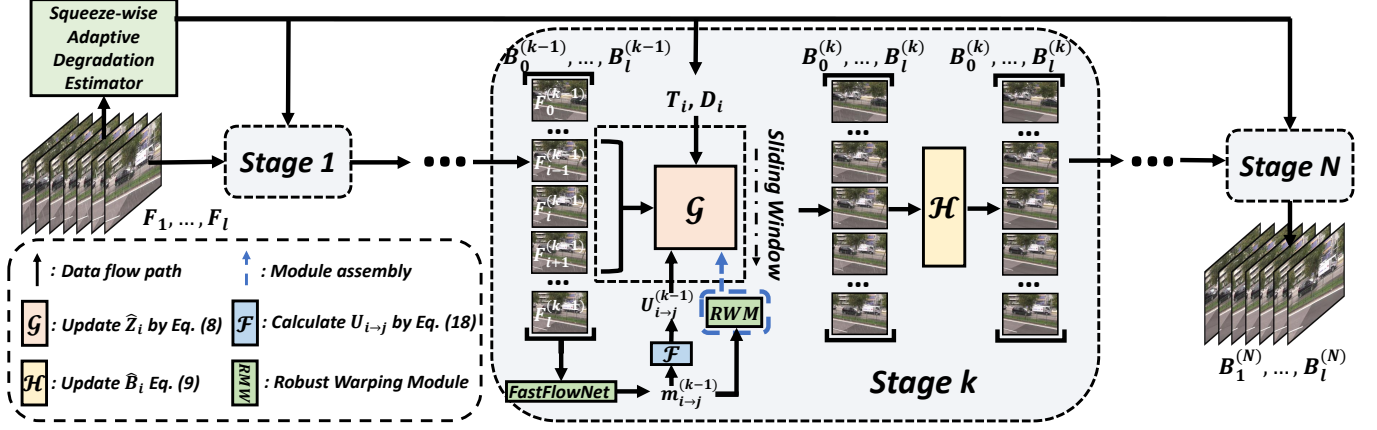 Squeeze-wise
Adaptive
Degradation
Estimator
F_1, ..., F_l
Stage 1
B_0^{(k-1)}, ..., B_l^{(k-1)}
F_0^{(k-1)}
F_{i-1}^{(k-1)}
F_i^{(k-1)}
F_{i+1}^{(k-1)}
F_l^{(k-1)}
T_i, D_i
G
Sliding Window
U_{i→j}^{(k-1)}
F
RWM
FastFlowNet
m_{i→j}^{(k-1)}
B_0^{(k)}, ..., B_l^{(k)}
H
B_0^{(k)}, ..., B_l^{(k)}
Stage k
Stage N
B_1^{(N)}, ..., B_l^{(N)}
: Data flow path
: Module assembly
G : Update Ẑ_i by Eq. (8)
F : Calculate U_{i→j} by Eq. (18)
H : Update B̂_i Eq. (9)
RMW : Robust Warping Module